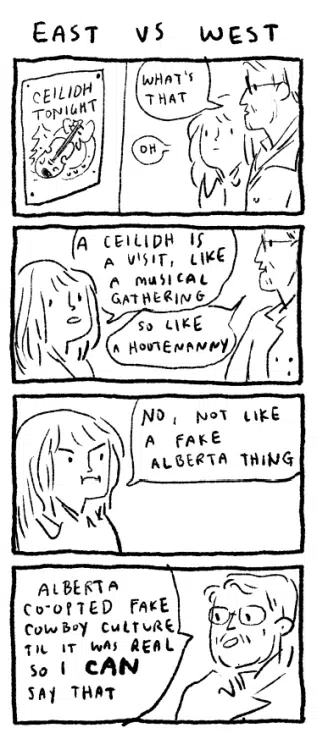 EAST VS WEST
CEILIDH
TONIGHT
WHAT'S
THAT
OH
A CEILIDH IS
A VISIT, LIKE
A MUSICAL
GATHERING
SO LIKE
A HOOTENANNY
NO, NOT LIKE
A FAKE
ALBERTA THING
ALBERTA
CO-OPTED FAKE
COWBOY CULTURE
TIL IT WAS REAL
SO I CAN
SAY THAT